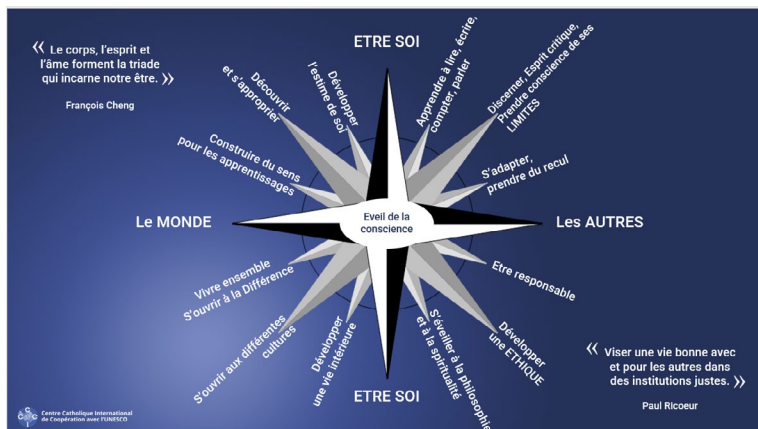 « Le corps, l'esprit et
l'âme forment la triade
qui incarne notre être. »
François Cheng
ETRE SOI
Découvrir
et s'approprier
Développer
l'estime de soi
Apprendre à lire, écrire,
compter, parler
Discerner, Esprit critique,
Prendre conscience de ses
LIMITES
Construire du sens
pour les apprentissages
S'adapter,
prendre du recul
Le MONDE
Eveil de la
conscience
Les AUTRES
Vivre ensemble
S'ouvrir à la Différence
Etre responsable
S'ouvrir aux différentes
cultures
Développer
une vie intérieure
S'éveiller à la philosophie
et à la spiritualité
Développer
une ETHIQUE
ETRE SOI
« Viser une vie bonne avec
et pour les autres dans
des institutions justes. »
Paul Ricoeur
Centre Catholique International
de Coopération avec l'UNESCO